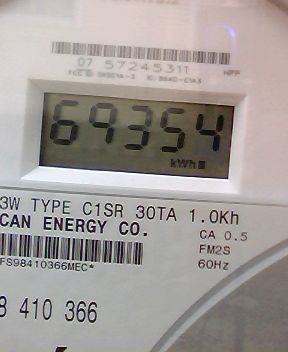 07 57245311
69354
kWh
3W TYPE C1SR 30TA 1.0Kh
CAN ENERGY CO.
CA 0.5
FM2S
60Hz
FS98410366MEC*
8 410 366